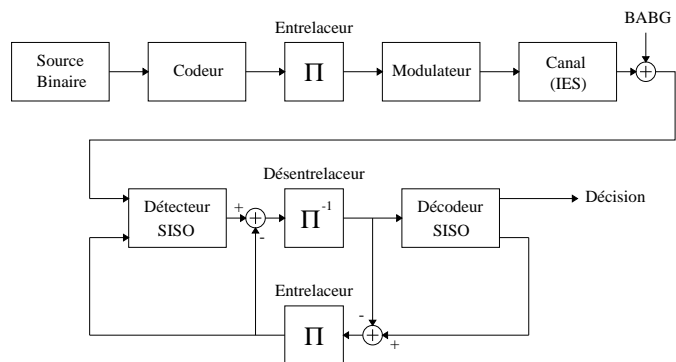 Entrelaceur
BABG
Source
Binaire
Codeur
Π
Modulateur
Canal
(IES)
+
Désentrelaceur
Détecteur
SISO
+
+
-
Π⁻¹
Décodeur
SISO
Décision
Entrelaceur
Π
-
+
+